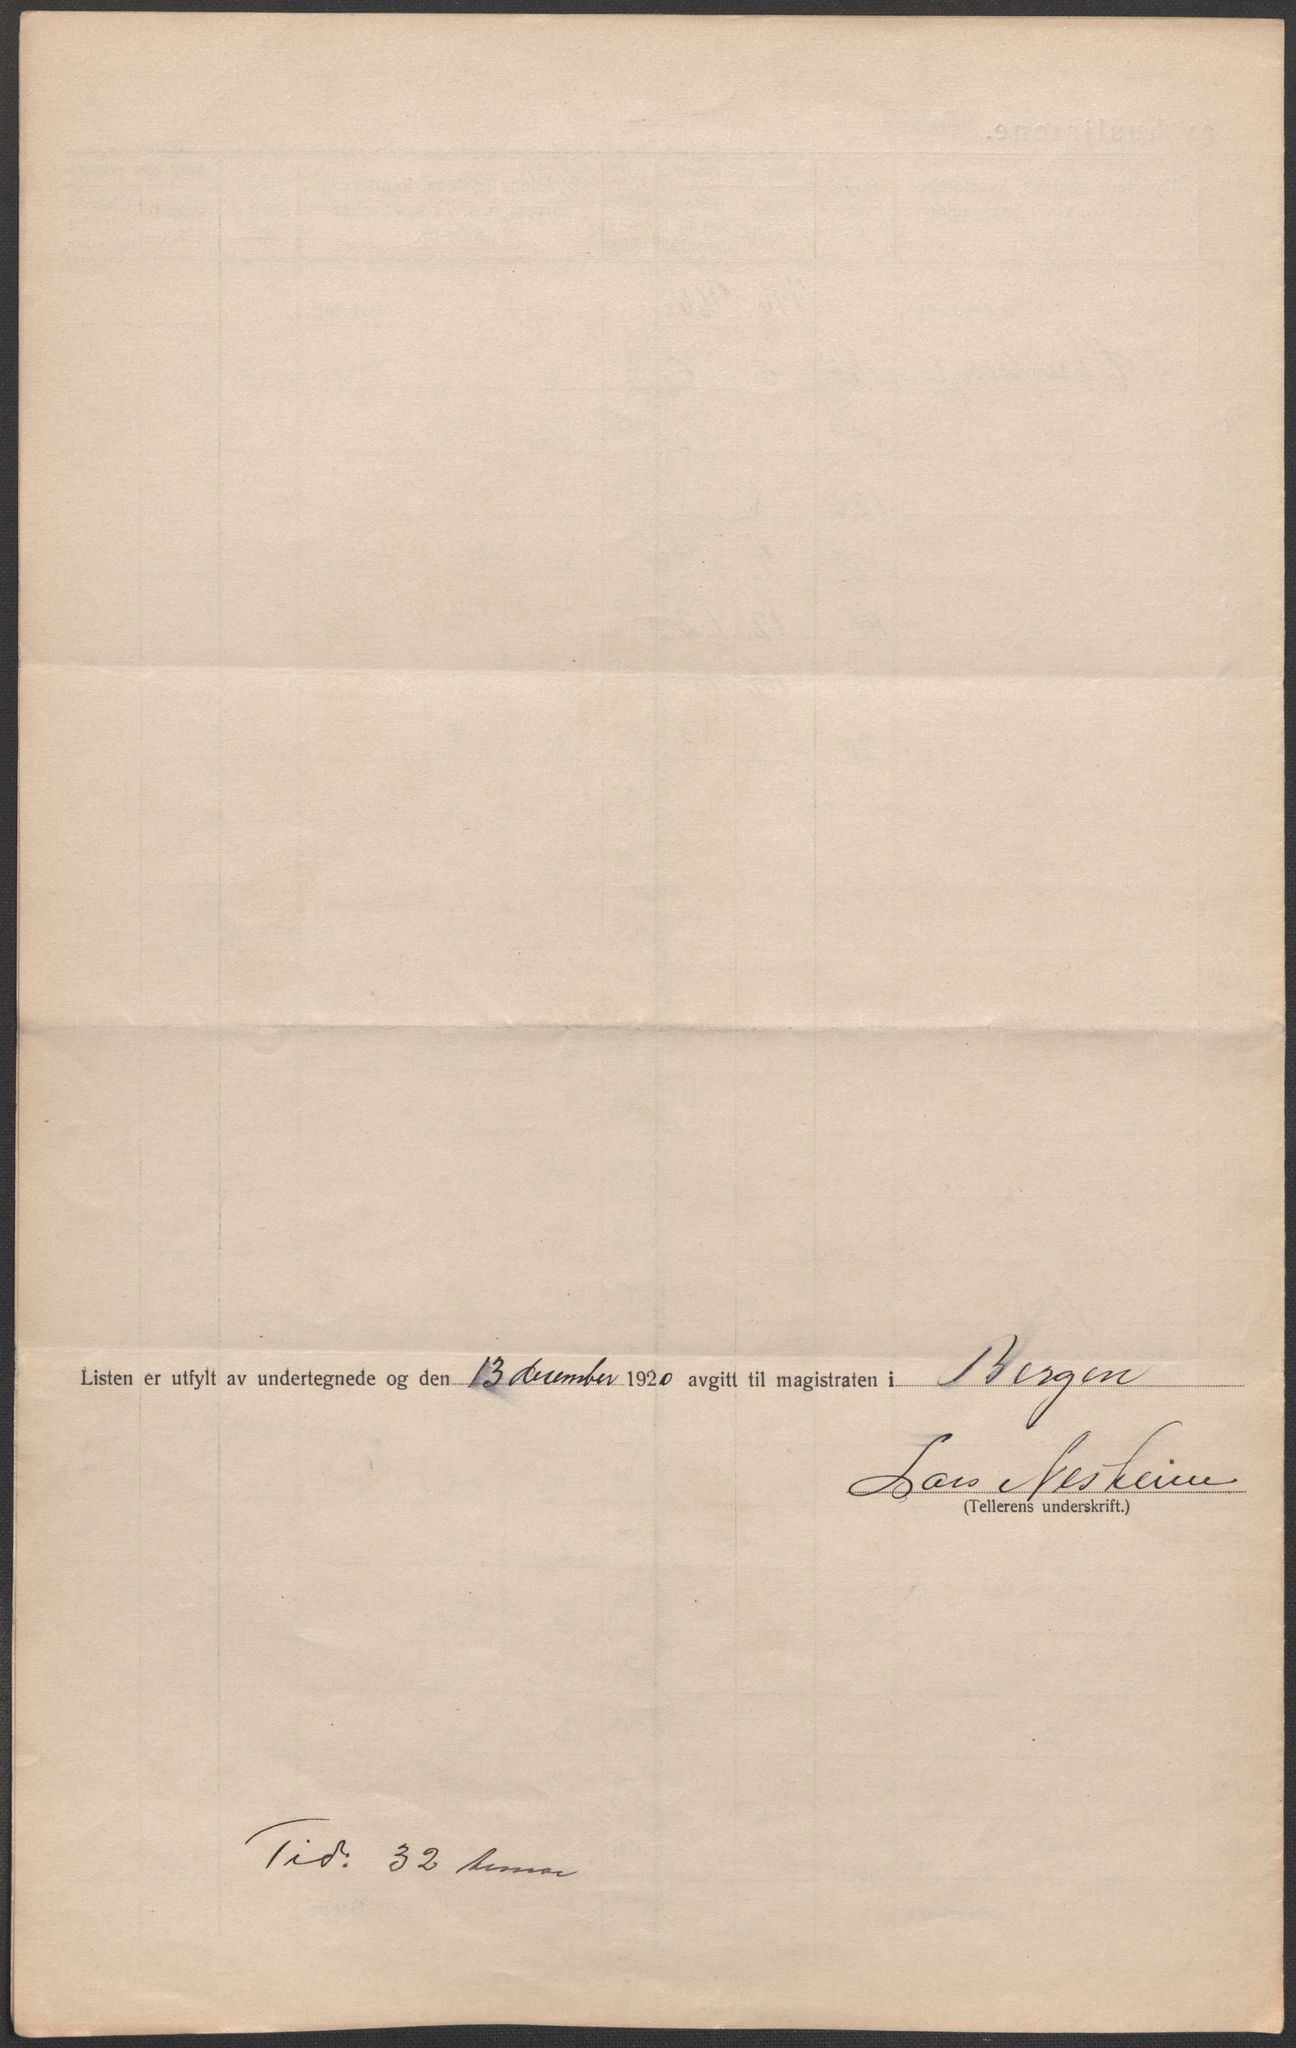 Listen er utfylt av undertegnede og den 13 desember 1920 avgitt til magistraten i Bergen
Lars Nesheim
(Tellerens underskrift.)
Tid: 32 timer